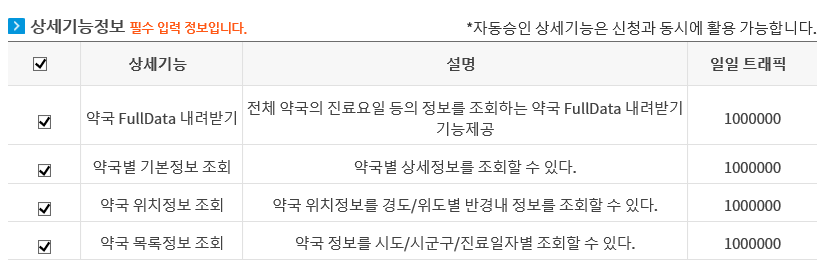 상세기능정보 필수 입력 정보입니다. *자동승인 상세기능은 신청과 동시에 활용 가능합니다.
상세기능 설명 일일 트래픽
약국 FullData 내려받기 전체 약국의 진료요일 등의 정보를 조회하는 약국 FullData 내려받기
기능제공 1000000
약국별 기본정보 조회 약국별 상세정보를 조회할 수 있다. 1000000
약국 위치정보 조회 약국 위치정보를 경도/위도별 반경내 정보를 조회할 수 있다. 1000000
약국 목록정보 조회 약국 정보를 시도/시군구/진료일자별 조회할 수 있다. 1000000